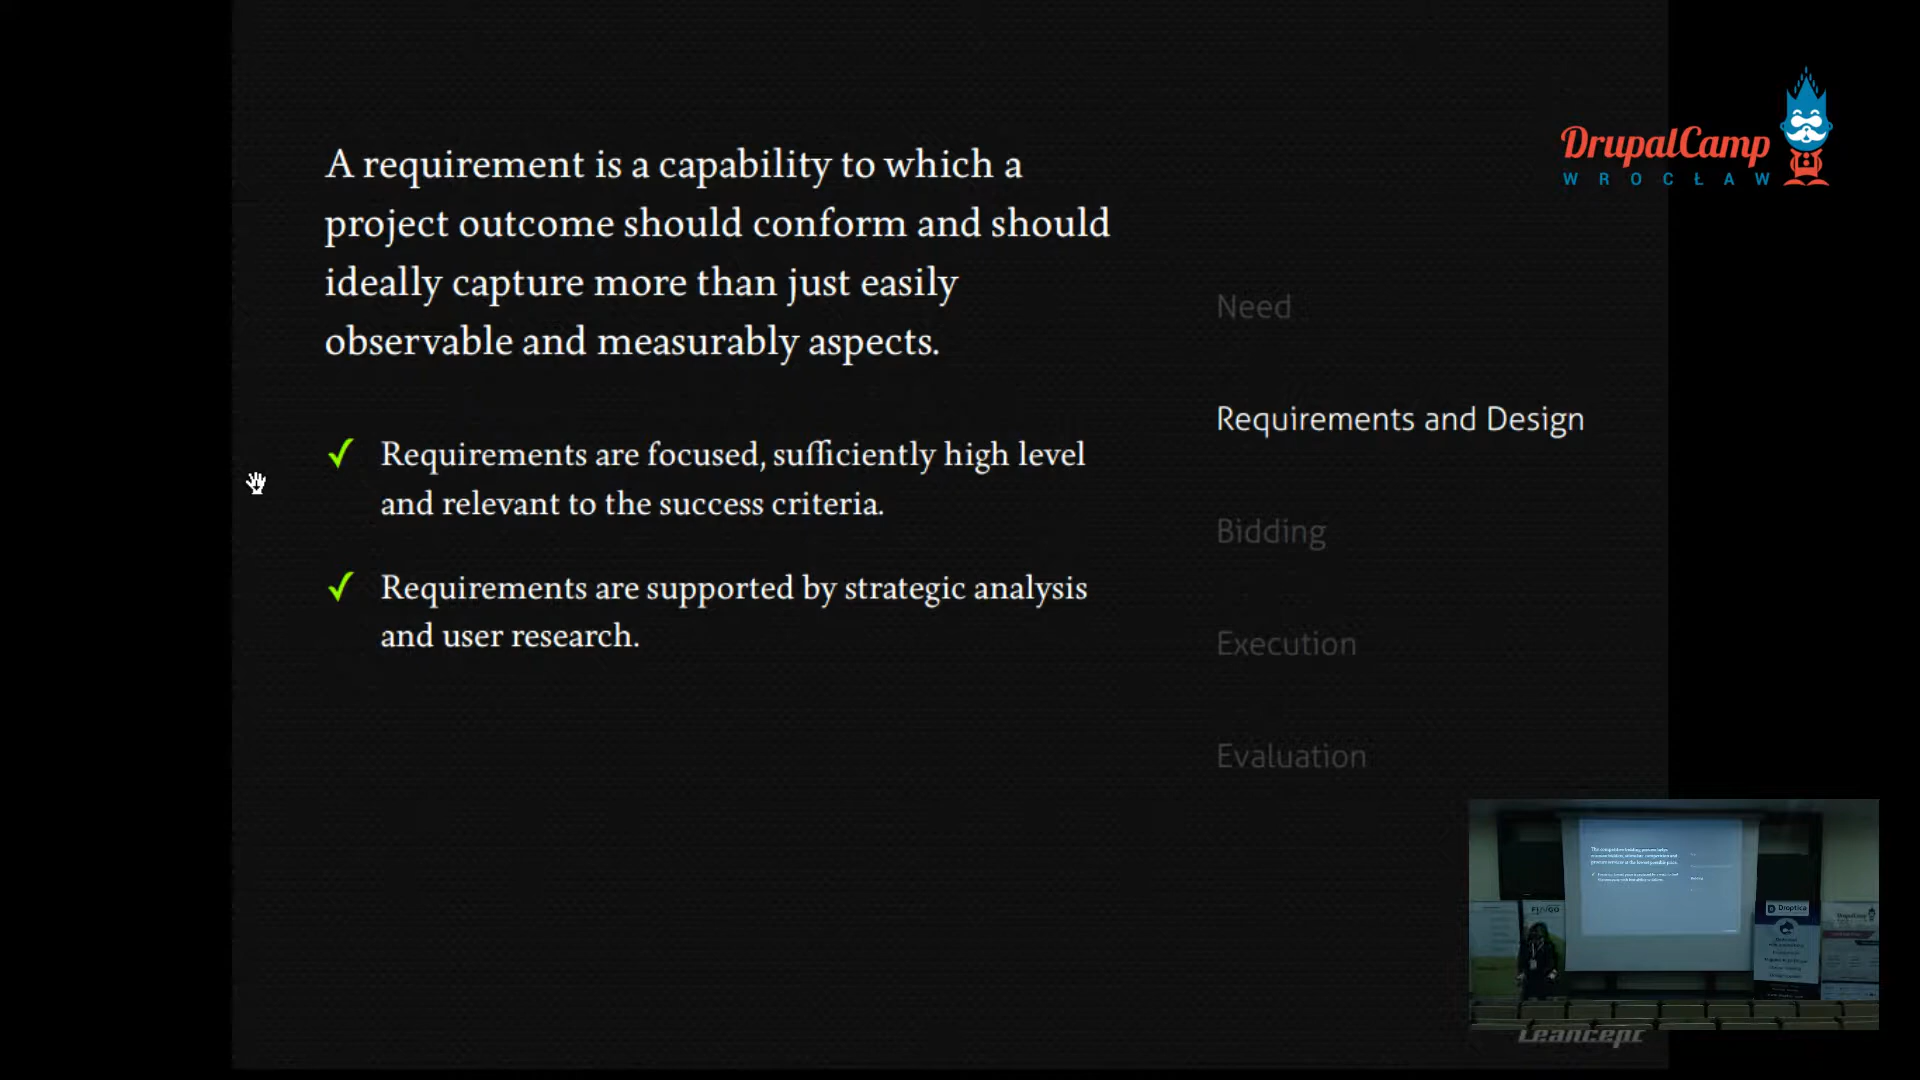 A requirement is a capability to which a
project outcome should conform and should
ideally capture more than just easily
observable and measurably aspects.
✓ Requirements are focused, sufficiently high level
and relevant to the success criteria.
✓ Requirements are supported by strategic analysis
and user research.
Need
Requirements and Design
Bidding
Execution
Evaluation
DrupalCamp
WROCŁAW
Droptica